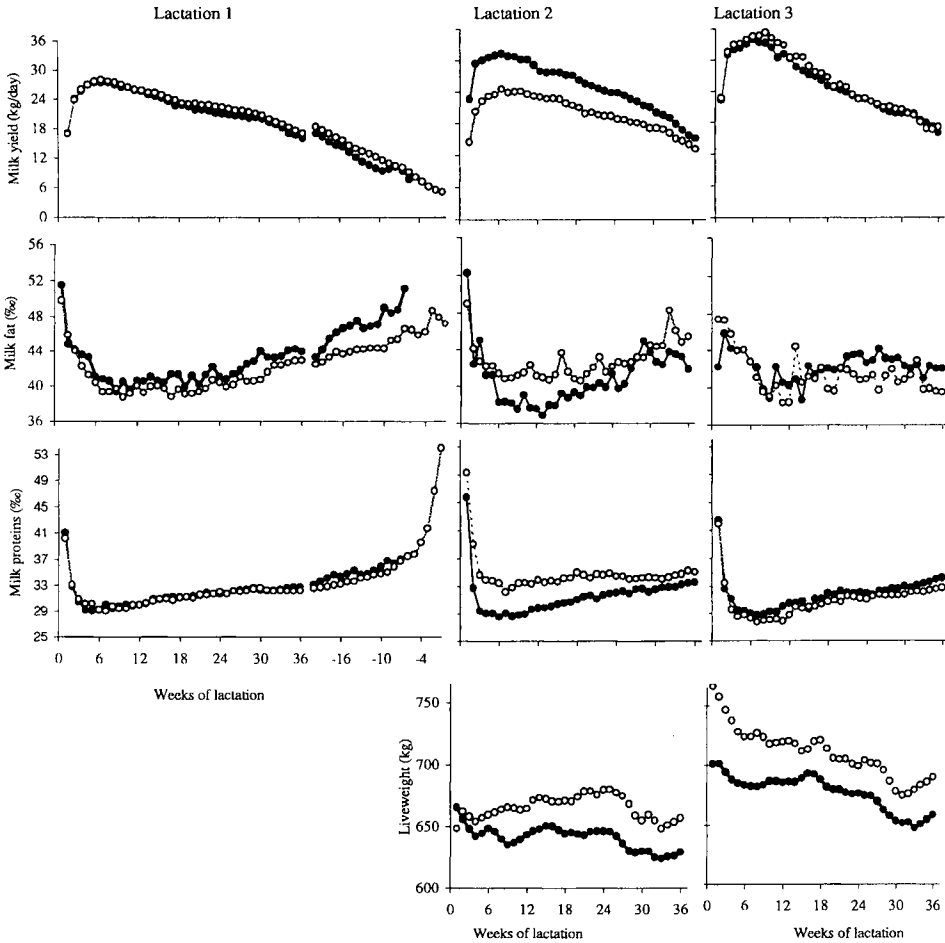 Lactation 1 Lactation 2 Lactation 3
Milk yield (kg/day)
36
30
24
18
12
6
0
Milk fat (‰)
56
52
48
44
40
36
Milk proteins (‰)
53
49
45
41
37
33
29
25
0 6 12 18 24 30 36 -16 -10 -4
Weeks of lactation
Liveweight (kg)
750
700
650
600
0 6 12 18 24 30 36 0 6 12 18 24 30 36
Weeks of lactation Weeks of lactation